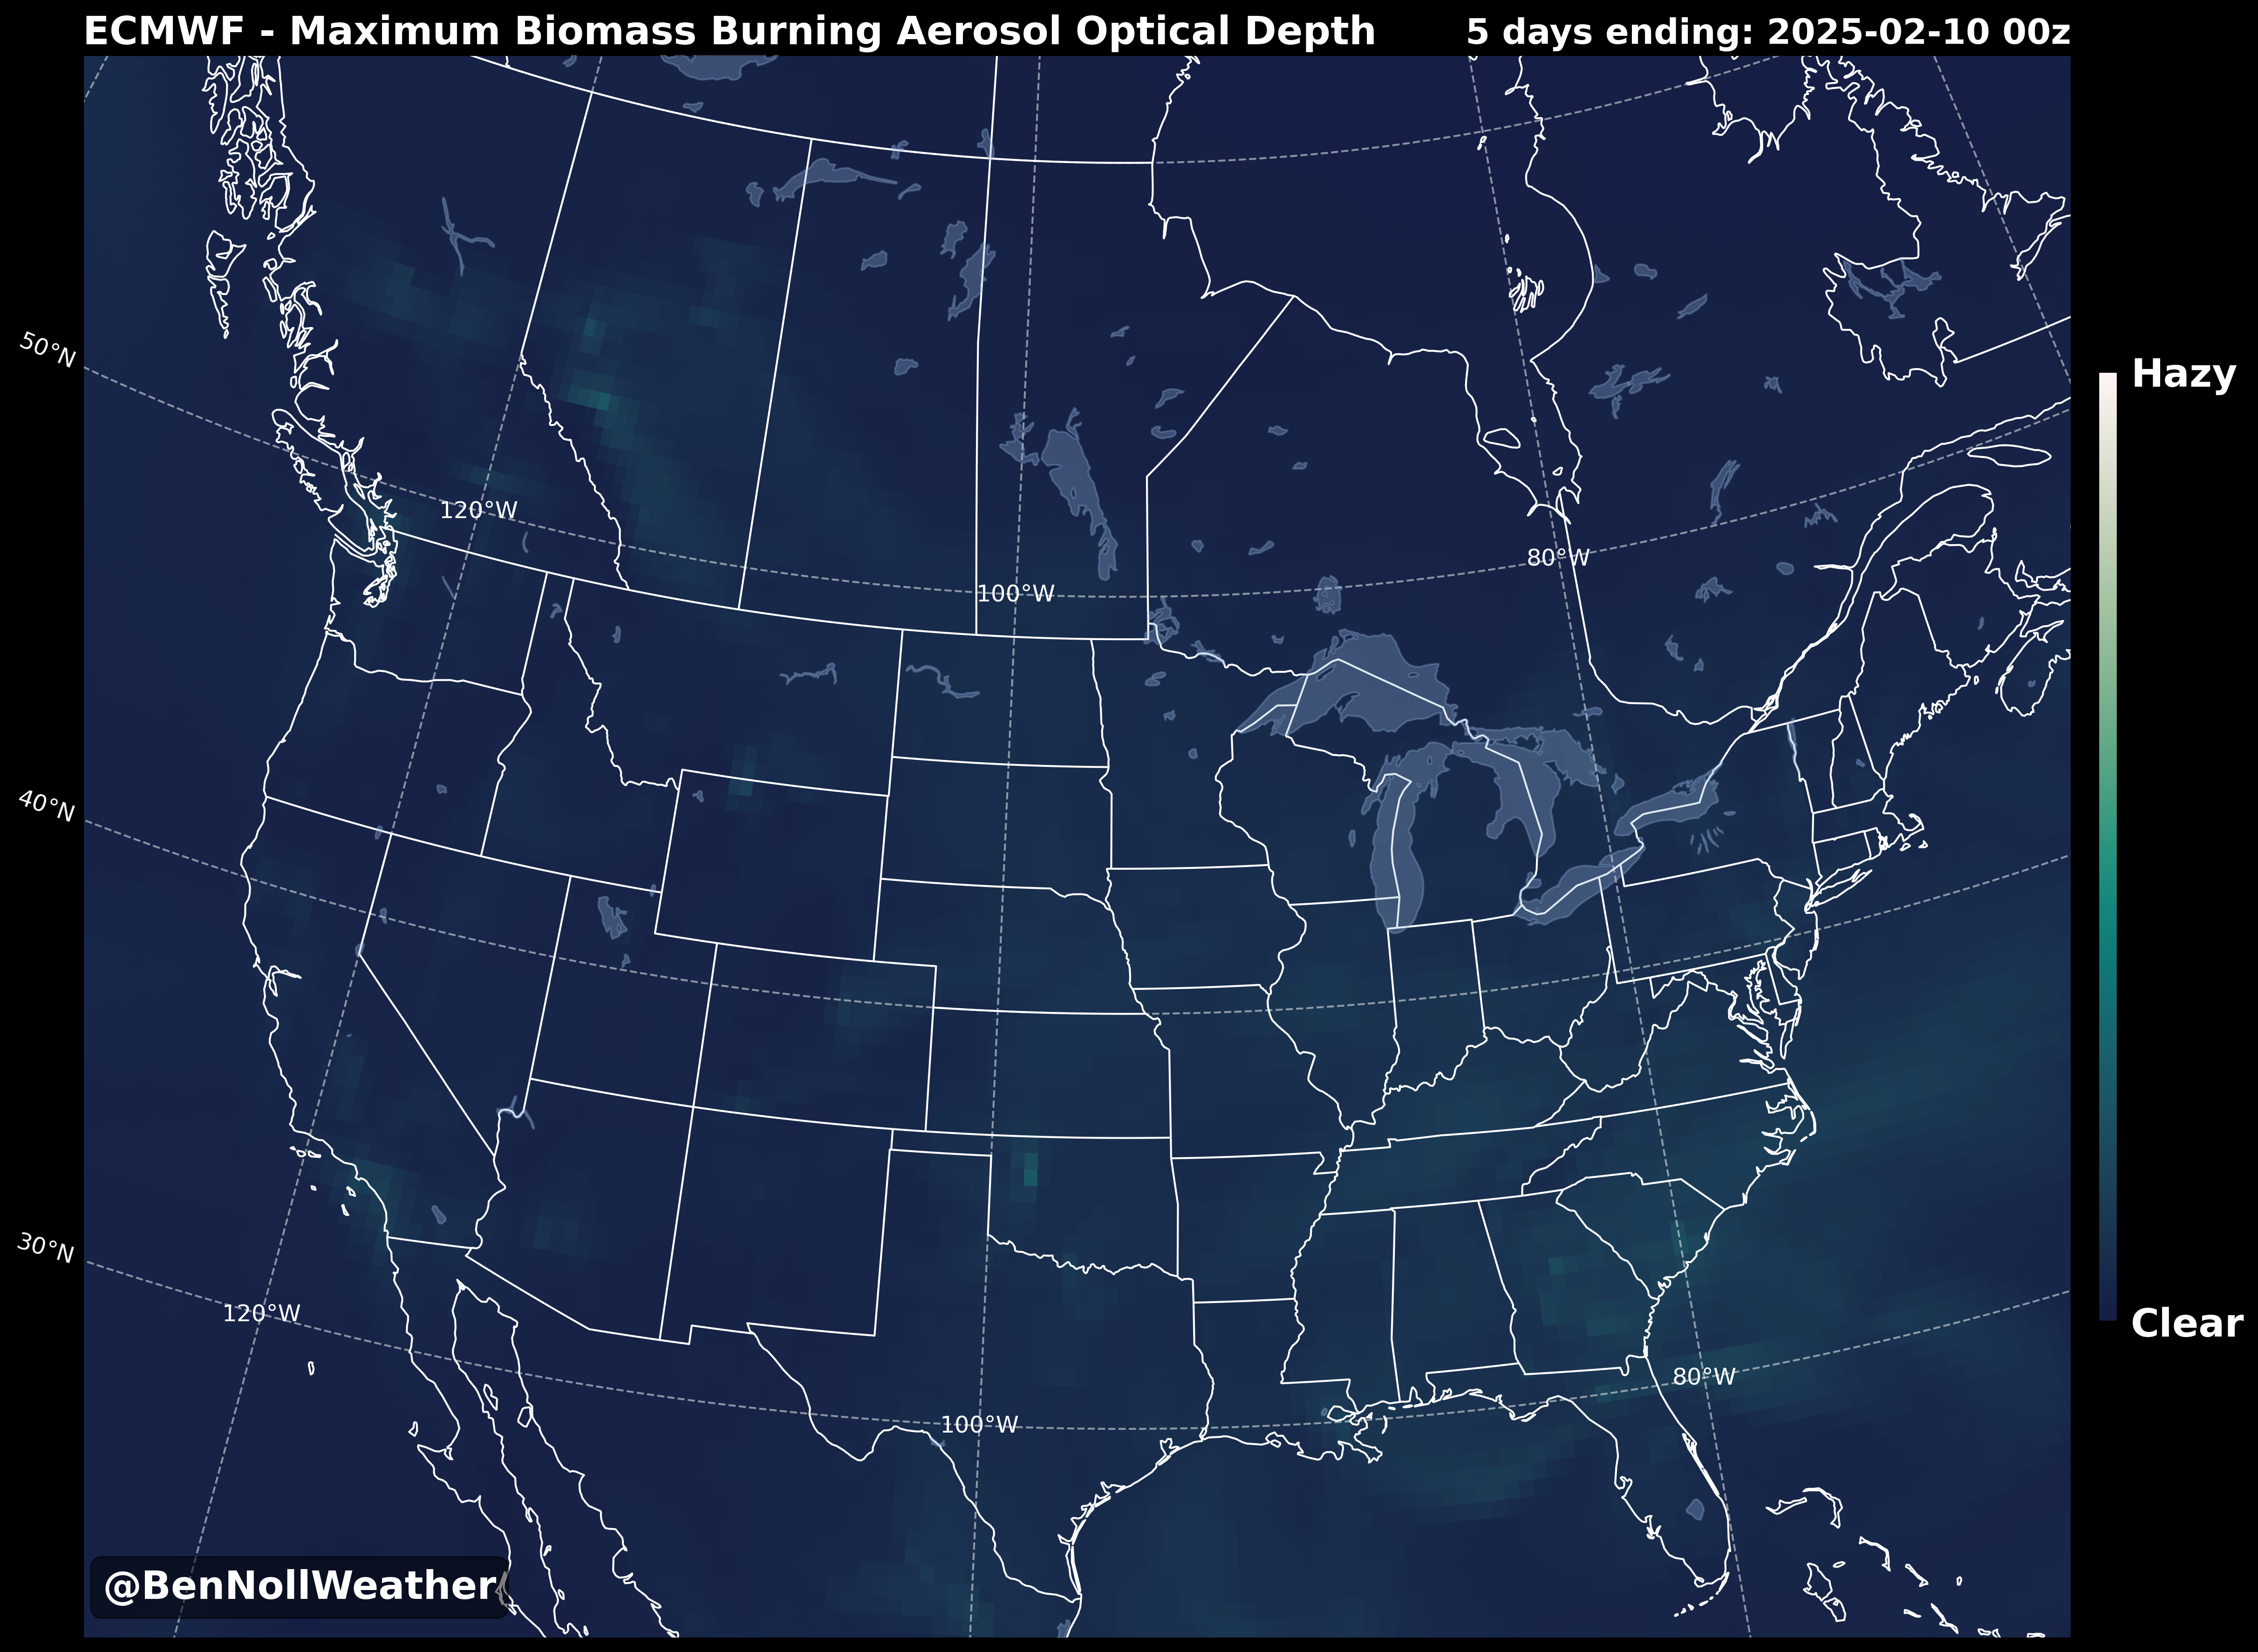 ECMWF - Maximum Biomass Burning Aerosol Optical Depth
5 days ending: 2025-02-10 00z
50°N
Hazy
120°W
80°W
100°W
40°N
30°N
120°W
Clear
80°W
100°W
@BenNollWeather